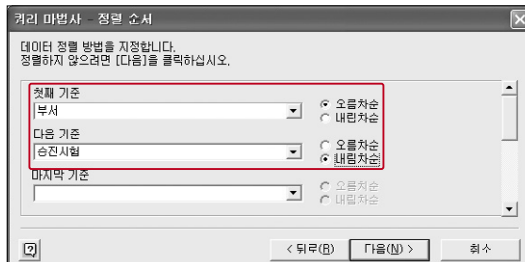 쿼리 마법사 - 정렬 순서
데이터 정렬 방법을 지정합니다.
정렬하지 않으려면 [다음]을 클릭하십시오.
첫째 기준
부서
오름차순
내림차순
다음 기준
승진시험
오름차순
내림차순
마지막 기준
오름차순
내림차순
< 뒤로(B)
다음(N) >
취소